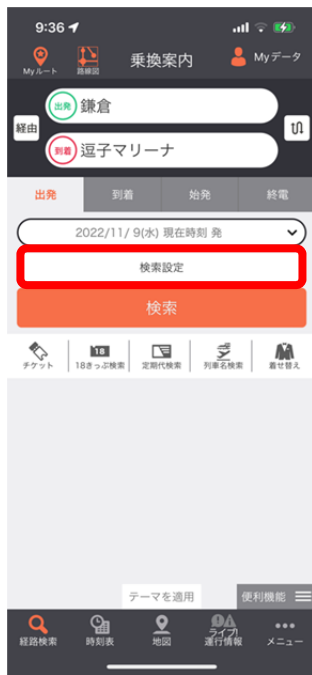 9:36
Myルート
路線図
乗換案内
Myデータ
出発 鎌倉
経由
到着 逗子マリーナ
出発 到着 始発 終電
2022/11/ 9(水) 現在時刻 発
検索設定
検索
チケット
18
18きっぷ検索
定期代検索
列車名検索
着せ替え
テーマを適用
便利機能
経路検索
時刻表
地図
ライブ!
運行情報
メニュー